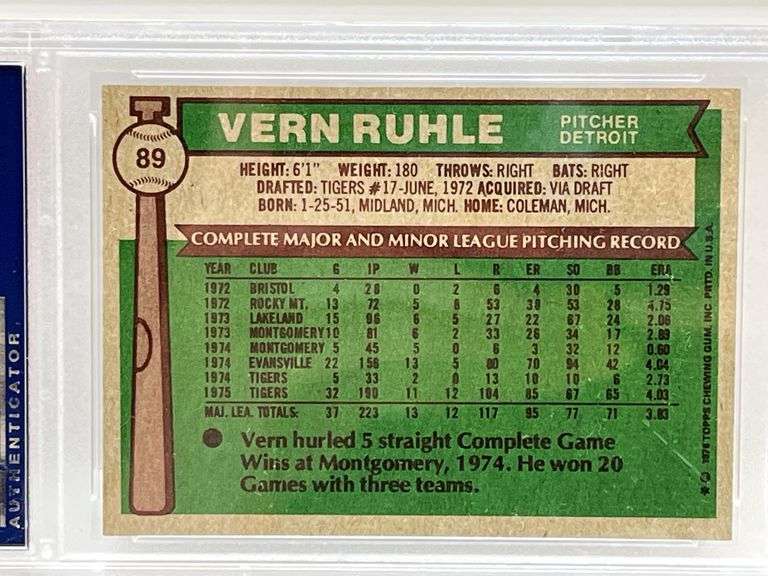 VERN RUHLE
PITCHER
DETROIT
89
HEIGHT: 6'1" WEIGHT: 180 THROWS: RIGHT BATS: RIGHT
DRAFTED: TIGERS #17-JUNE, 1972 ACQUIRED: VIA DRAFT
BORN: 1-25-51, MIDLAND, MICH. HOME: COLEMAN, MICH.
COMPLETE MAJOR AND MINOR LEAGUE PITCHING RECORD
YEAR CLUB G IP W L R ER SO BB ERA
1972 BRISTOL 4 28 0 2 6 4 30 5 1.29
1972 ROCKY MT. 13 72 5 6 53 38 53 28 4.75
1973 LAKELAND 15 96 6 5 27 22 67 24 2.06
1973 MONTGOMERY 10 81 6 2 33 26 34 17 2.89
1974 MONTGOMERY 5 45 5 0 6 3 32 12 0.60
1974 EVANSVILLE 22 156 13 5 80 70 94 42 4.04
1974 TIGERS 5 33 2 0 13 10 10 6 2.73
1975 TIGERS 32 190 11 12 104 85 67 65 4.03
MAJ. LEA. TOTALS: 37 223 13 12 117 95 77 71 3.83
Vern hurled 5 straight Complete Game
Wins at Montgomery, 1974. He won 20
Games with three teams.
* © 1976 TOPPS CHEWING GUM, INC. PRTD. IN U.S.A.
AUTHENTICATOR